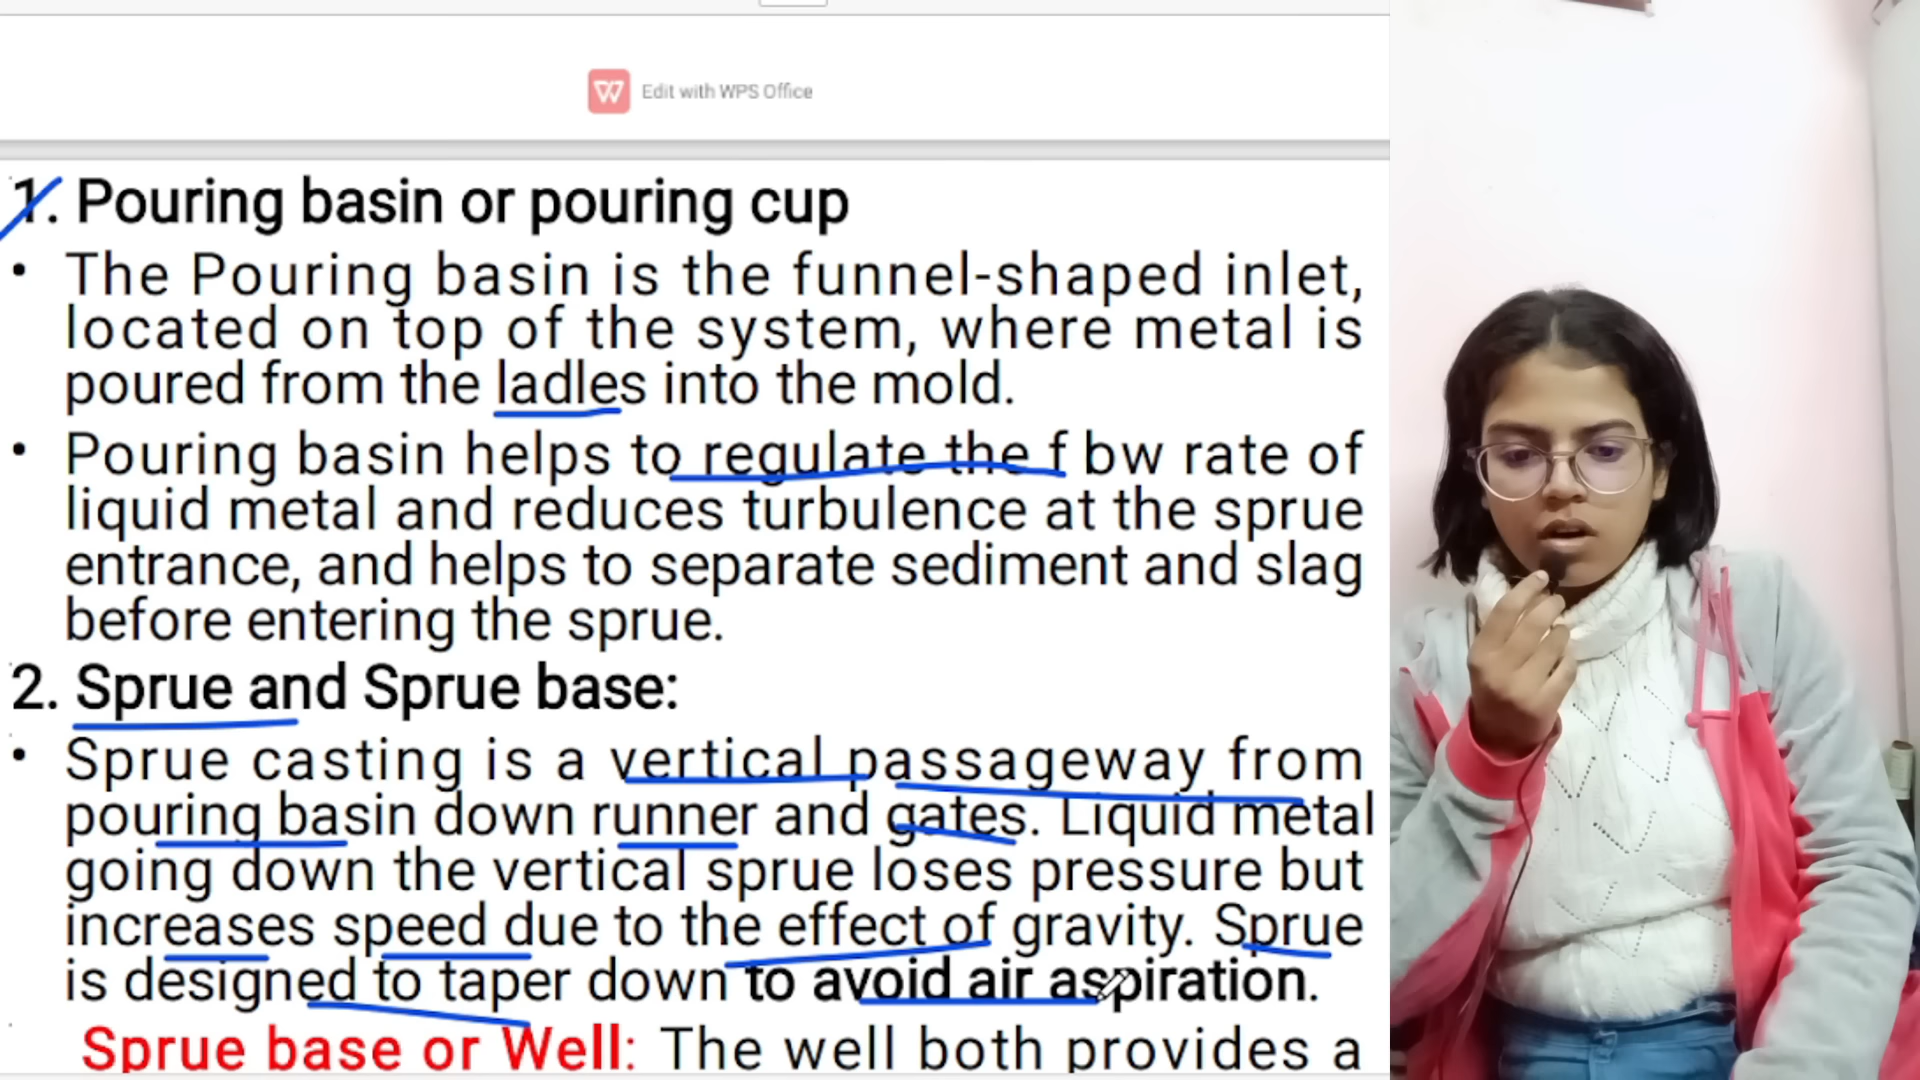 Edit with WPS Office
1. Pouring basin or pouring cup
• The Pouring basin is the funnel-shaped inlet,
located on top of the system, where metal is
poured from the ladles into the mold.
• Pouring basin helps to regulate the f bw rate of
liquid metal and reduces turbulence at the sprue
entrance, and helps to separate sediment and slag
before entering the sprue.
2. Sprue and Sprue base:
• Sprue casting is a vertical passageway from
pouring basin down runner and gates. Liquid metal
going down the vertical sprue loses pressure but
increases speed due to the effect of gravity. Sprue
is designed to taper down to avoid air aspiration.
Sprue base or Well: The well both provides a